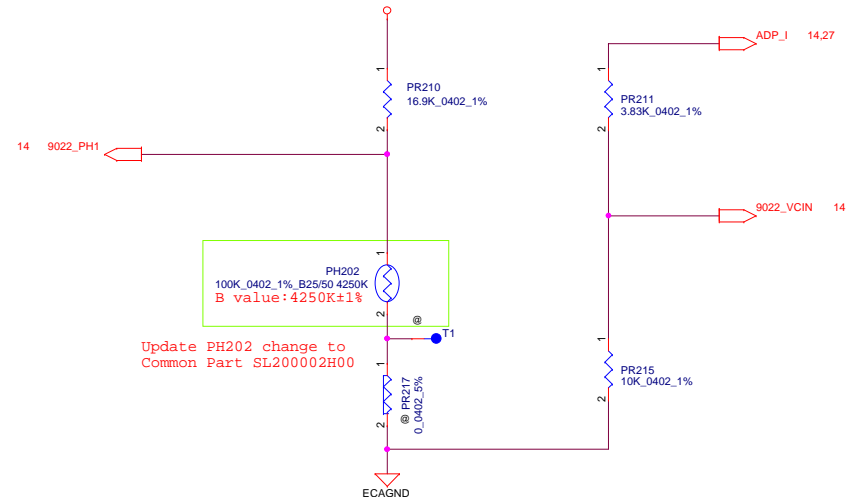 ADP_I 14,27
1
PR210
16.9K_0402_1%
2
1
PR211
3.83K_0402_1%
2
14 9022_PH1
9022_VCIN 14
1
PH202
100K_0402_1%_B25/50 4250K
B value:4250K±1%
2
@
T1
Update PH202 change to
Common Part SL200002H00
1
@ PR217
0_0402_5%
2
1
PR215
10K_0402_1%
2
ECAGND